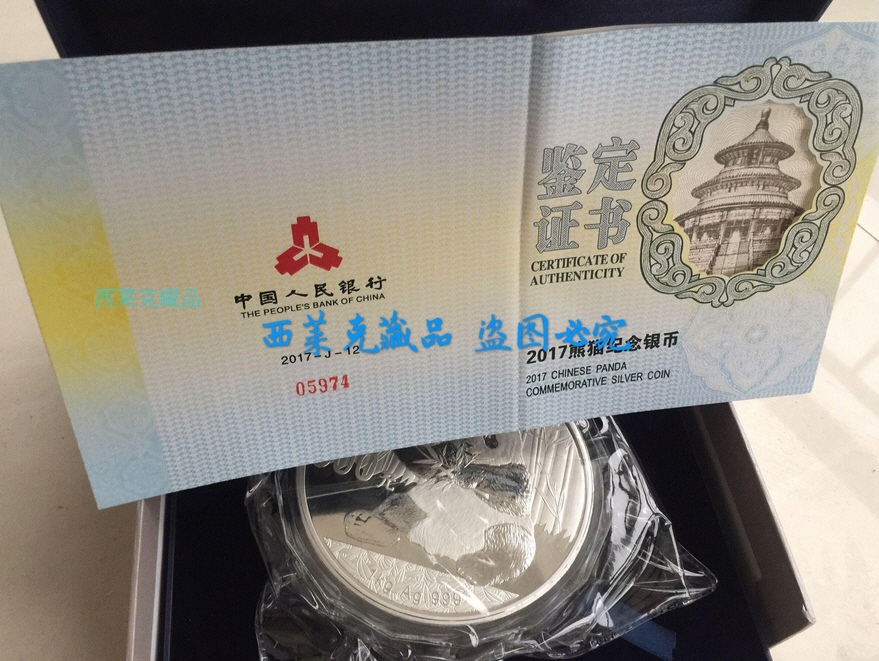 鉴定
证书
CERTIFICATE OF
AUTHENTICITY
中国人民银行
THE PEOPLE'S BANK OF CHINA
西莱克藏品
西莱克藏品 盗图必究
2017-J-12
05974
2017熊猫纪念银币
2017 CHINESE PANDA
COMMEMORATIVE SILVER COIN
Ag 999